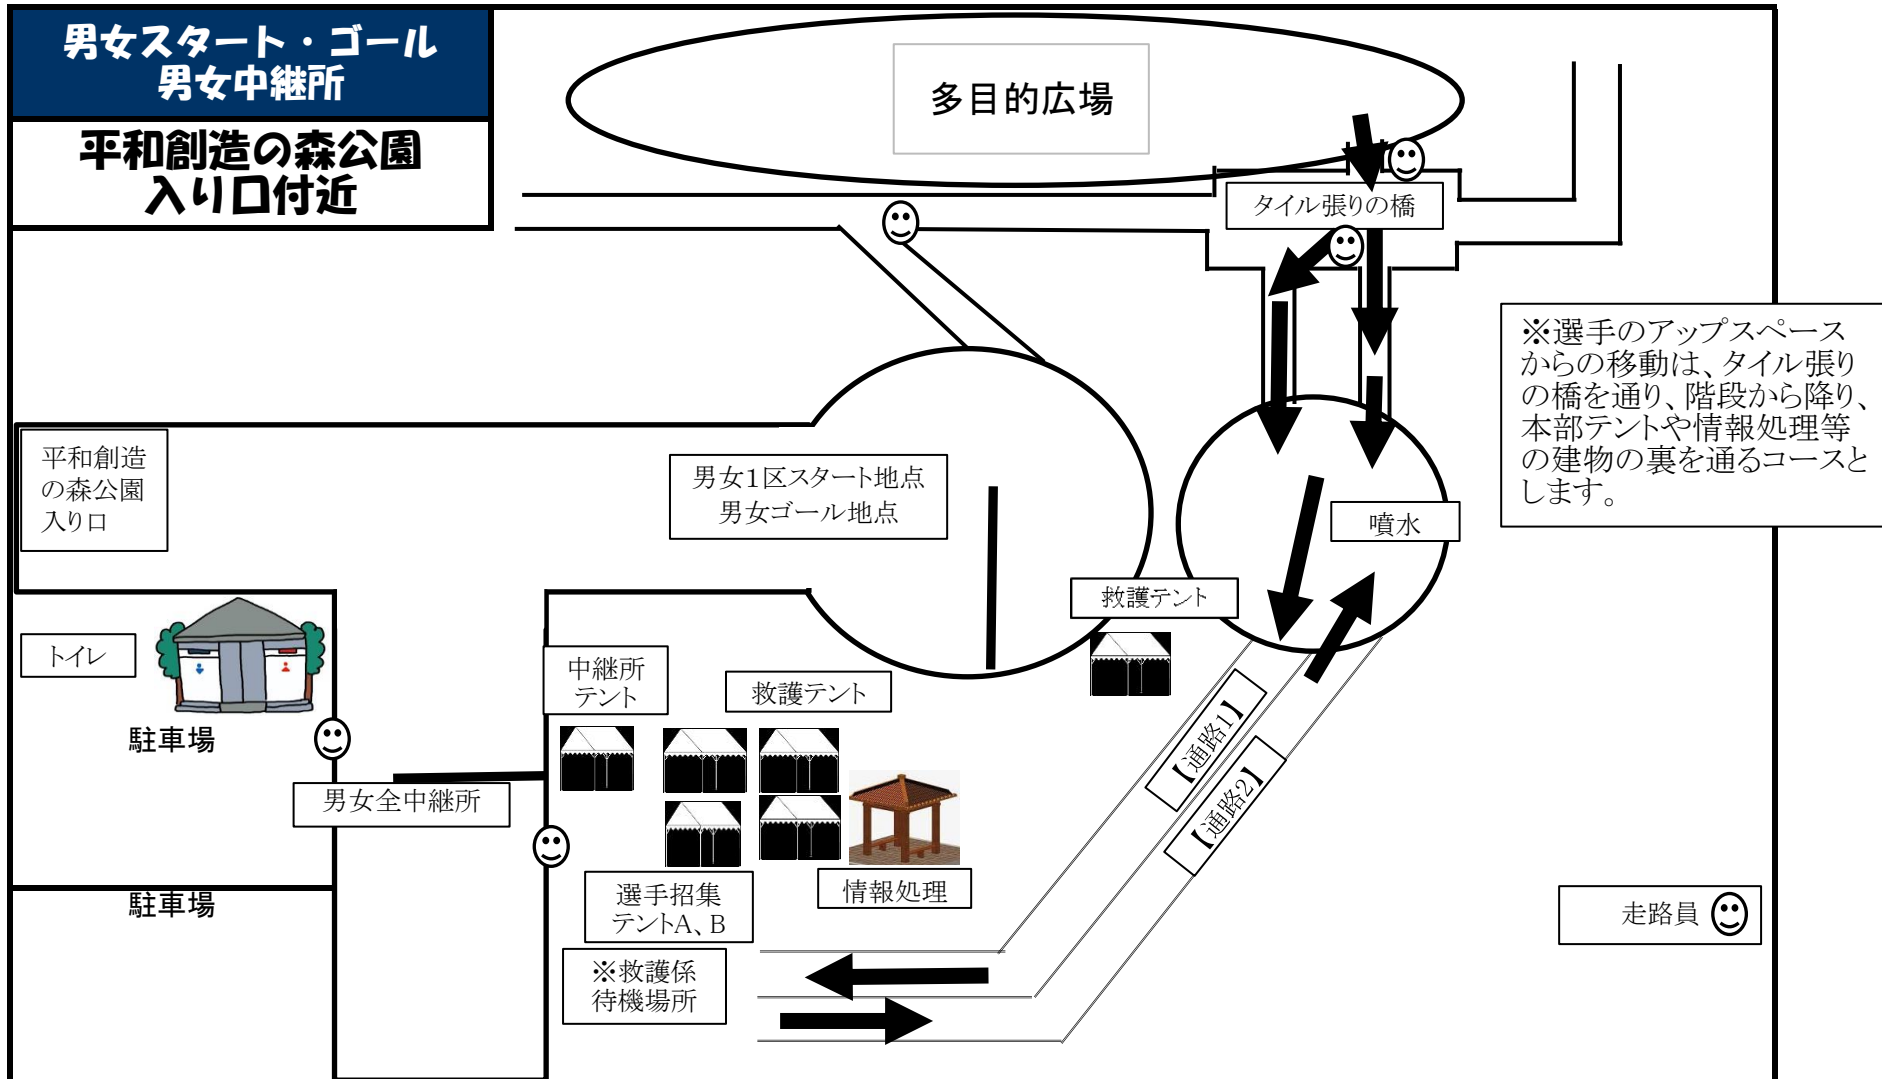 男女スタート・ゴール
男女中継所
平和創造の森公園
入り口付近
多目的広場
タイル張りの橋
※選手のアップスペース
からの移動は、タイル張り
の橋を通り、階段から降り、
本部テントや情報処理等
の建物の裏を通るコースと
します。
平和創造
の森公園
入り口
男女1区スタート地点
男女ゴール地点
噴水
救護テント
トイレ
中継所
テント
救護テント
駐車場
男女全中継所
【通路1】
【通路2】
情報処理
選手招集
テントA、B
駐車場
走路員
※救護係
待機場所